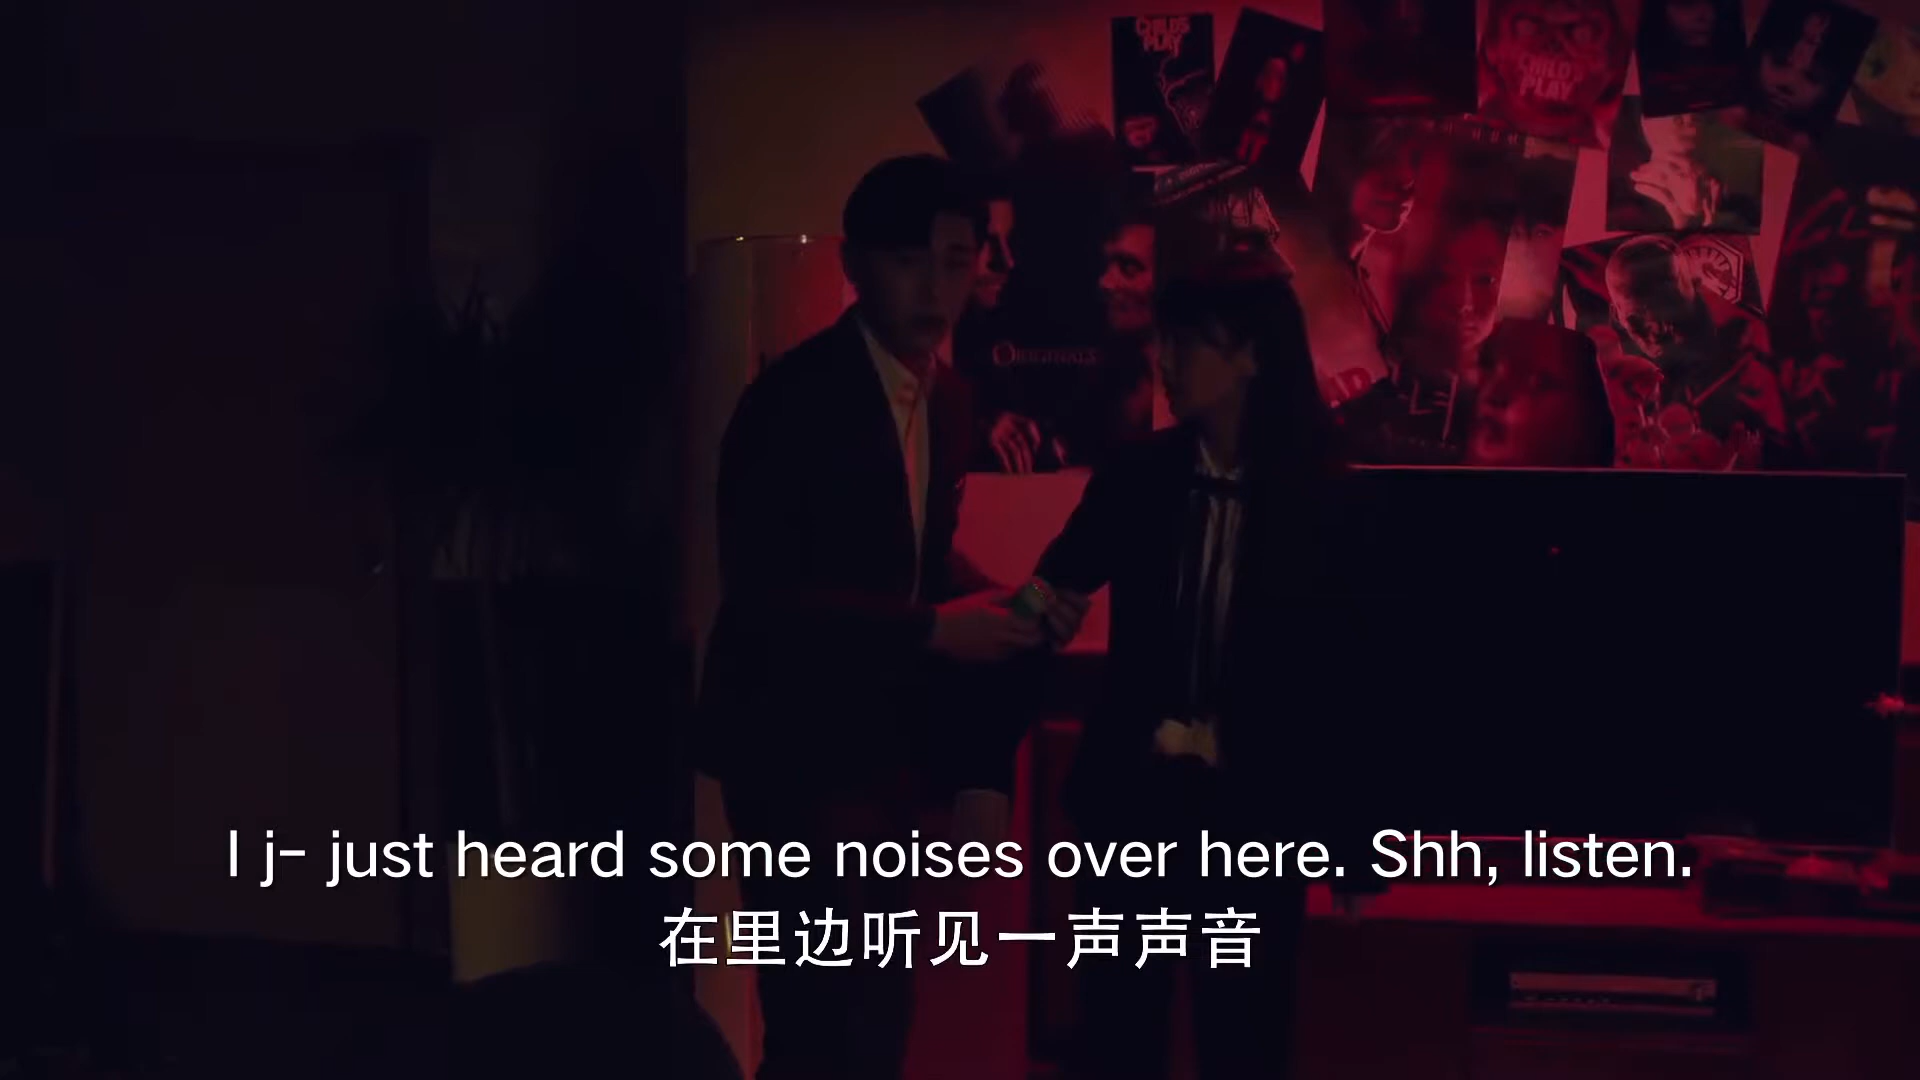 CHILD'S
PLAY
CHILD'S
PLAY
ORIGINALS
I j- just heard some noises over here. Shh, listen.
在里边听见一声声音